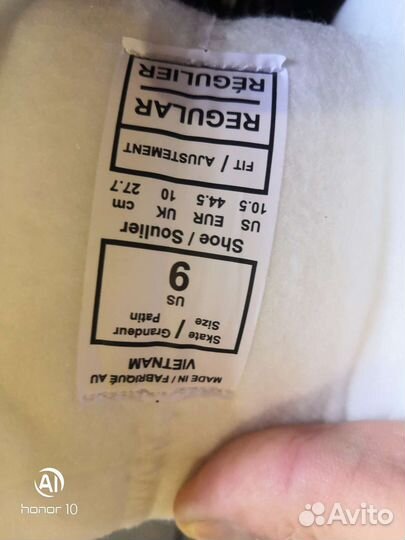 MADE IN / FABRIQUÉ AU
VIETNAM
Skate / Grandeur
Size / Patin
US
9
Shoe / Soulier
US EUR UK cm
10.5 44.5 10 27.7
FIT / AJUSTEMENT
REGULAR
RÉGULIER
AI
honor 10
Avito